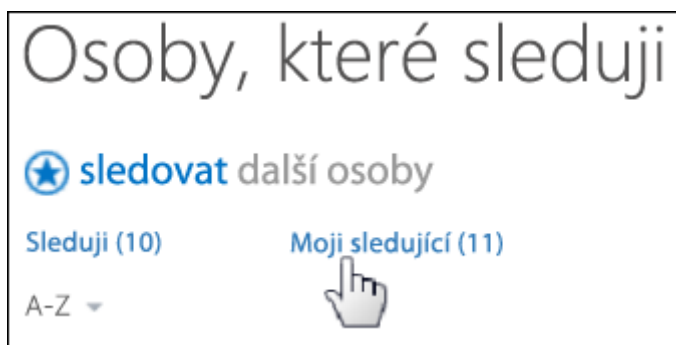 Osoby, které sleduji
sledovat další osoby
Sleduji (10) Moji sledující (11)
A-Z